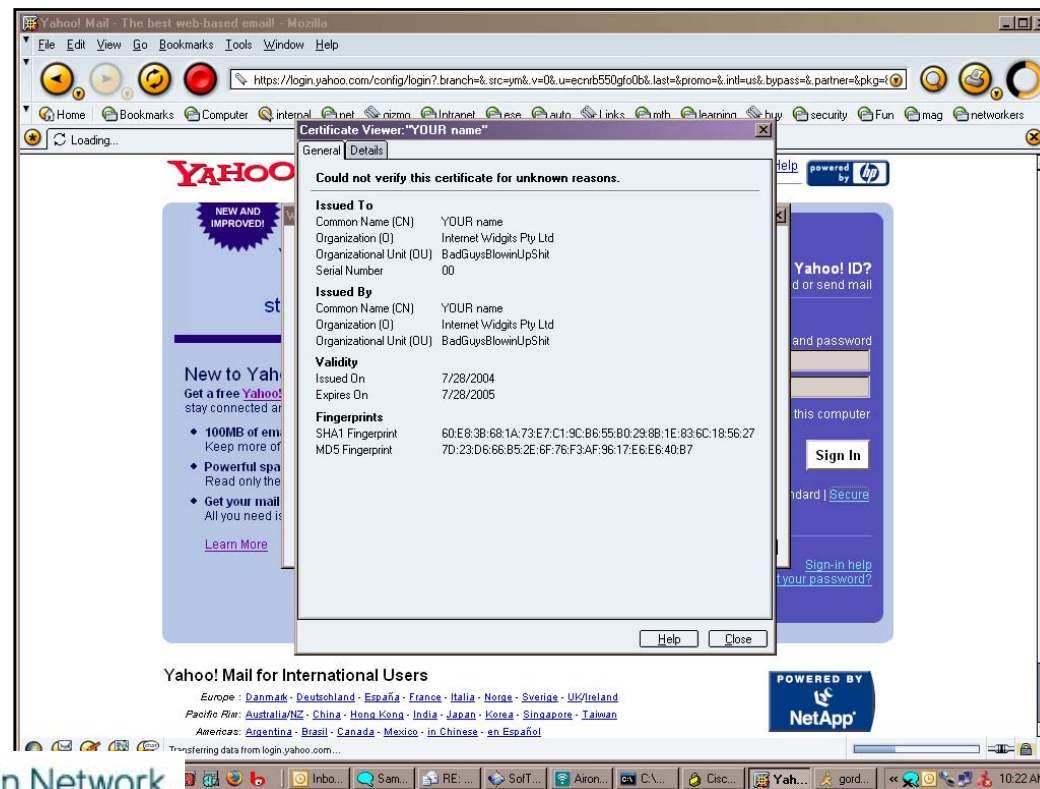 Yahoo! Mail - The best web-based email! - Mozilla
File Edit View Go Bookmarks Tools Window Help
https://login.yahoo.com/config/login?.branch=&.src=ym&.v=0&.u=ecnrb550gfo0b&.last=&promo=&.intl=us&.bypass=&.partner=&pkg=
Home Bookmarks Computer internal net gizmo Intranet ese auto Links mth learning buy security Fun mag networkers
Loading...
Certificate Viewer:"YOUR name"
General Details
YAHOO
Help
powered by hp
Could not verify this certificate for unknown reasons.
NEW AND IMPROVED!
Issued To
Common Name (CN) YOUR name
Organization (O) Internet Widgits Pty Ltd
Organizational Unit (OU) BadGuysBlowinUpShit
Serial Number 00
Issued By
Common Name (CN) YOUR name
Organization (O) Internet Widgits Pty Ltd
Organizational Unit (OU) BadGuysBlowinUpShit
Validity
Issued On 7/28/2004
Expires On 7/28/2005
Fingerprints
SHA1 Fingerprint 60:E8:3B:68:1A:73:E7:C1:9C:B6:55:B0:29:8B:1E:83:6C:18:56:27
MD5 Fingerprint 7D:23:D6:66:B5:2E:6F:76:F3:AF:96:17:E6:E6:40:B7
Help Close
st
New to Yah
Get a free Yahoo!
stay connected
100MB of em
Keep more of
Powerful spa
Read only the
Get your mail
All you need is
Learn More
Yahoo! ID?
d or send mail
and password
this computer
Sign In
ndard | Secure
Sign-in help
t your password?
Yahoo! Mail for International Users
Europe : Danmark - Deutschland - España - France - Italia - Norge - Sverige - UK/Ireland
Pacific Rim: Australia/NZ - China - Hong Kong - India - Japan - Korea - Singapore - Taiwan
Americas: Argentina - Brasil - Canada - Mexico - in Chinese - en Español
POWERED BY
NetApp
Transferring data from login.yahoo.com...
n Network
Inbo... Sam... RE: ... SofT... Airon... C:\... Cisc... Yah... gord... 10:22 AM